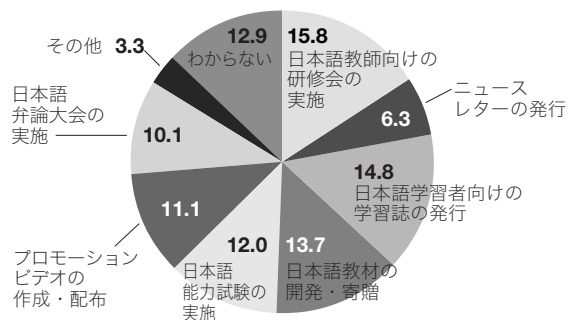 15.8
日本語教師向けの
研修会の
実施
ニュース
レターの発行
6.3
14.8
日本語学習者向けの
学習誌の発行
13.7
日本語教材の
開発・寄贈
12.0
日本語
能力試験の
実施
11.1
プロモーション
ビデオの
作成・配布
10.1
日本語
弁論大会の
実施
その他 3.3
12.9
わからない